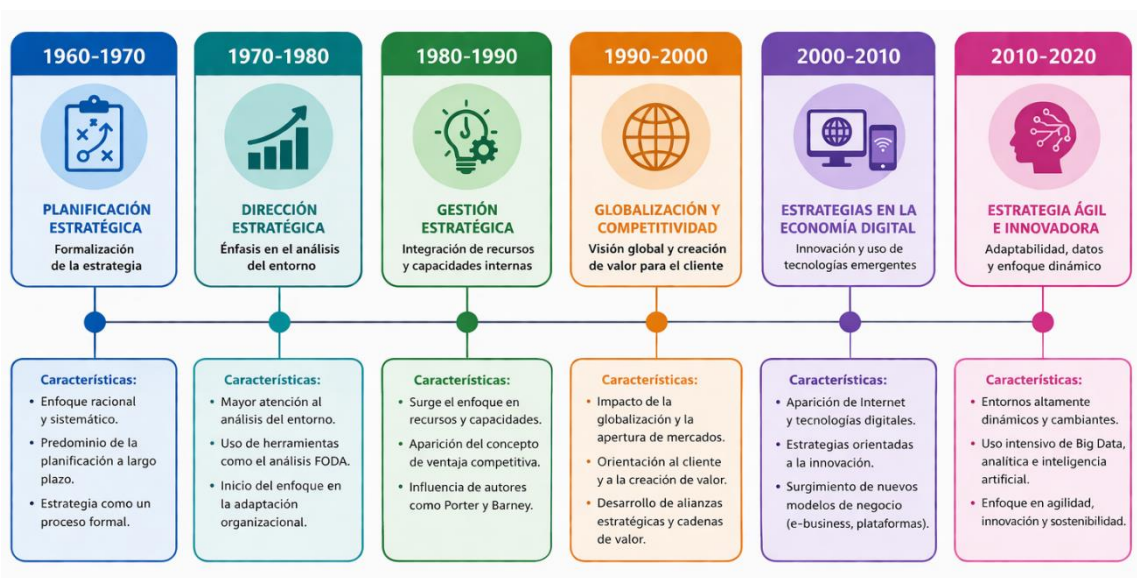 1960-1970
PLANIFICACIÓN
ESTRATÉGICA
Formalización
de la estrategia
1970-1980
DIRECCIÓN
ESTRATÉGICA
Énfasis en el análisis
del entorno
1980-1990
GESTIÓN
ESTRATÉGICA
Integración de recursos
y capacidades internas
1990-2000
GLOBALIZACIÓN Y
COMPETITIVIDAD
Visión global y creación
de valor para el cliente
2000-2010
ESTRATEGIAS EN LA
ECONOMÍA DIGITAL
Innovación y uso de
tecnologías emergentes
2010-2020
ESTRATEGIA ÁGIL
E INNOVADORA
Adaptabilidad, datos
y enfoque dinámico
Características:
• Enfoque racional
y sistemático.
• Predominio de la
planificación a largo
plazo.
• Estrategia como un
proceso formal.
Características:
• Mayor atención al
análisis del entorno.
• Uso de herramientas
como el análisis FODA.
• Inicio del enfoque en
la adaptación
organizacional.
Características:
• Surge el enfoque en
recursos y capacidades.
• Aparición del concepto
de ventaja competitiva.
• Influencia de autores
como Porter y Barney.
Características:
• Impacto de la
globalización y la
apertura de mercados.
• Orientación al cliente
y a la creación de valor.
• Desarrollo de alianzas
estratégicas y cadenas
de valor.
Características:
• Aparición de Internet
y tecnologías digitales.
• Estrategias orientadas
a la innovación.
• Surgimiento de nuevos
modelos de negocio
(e-business, plataformas).
Características:
• Entornos altamente
dinámicos y cambiantes.
• Uso intensivo de Big Data,
analítica e inteligencia
artificial.
• Enfoque en agilidad,
innovación y sostenibilidad.